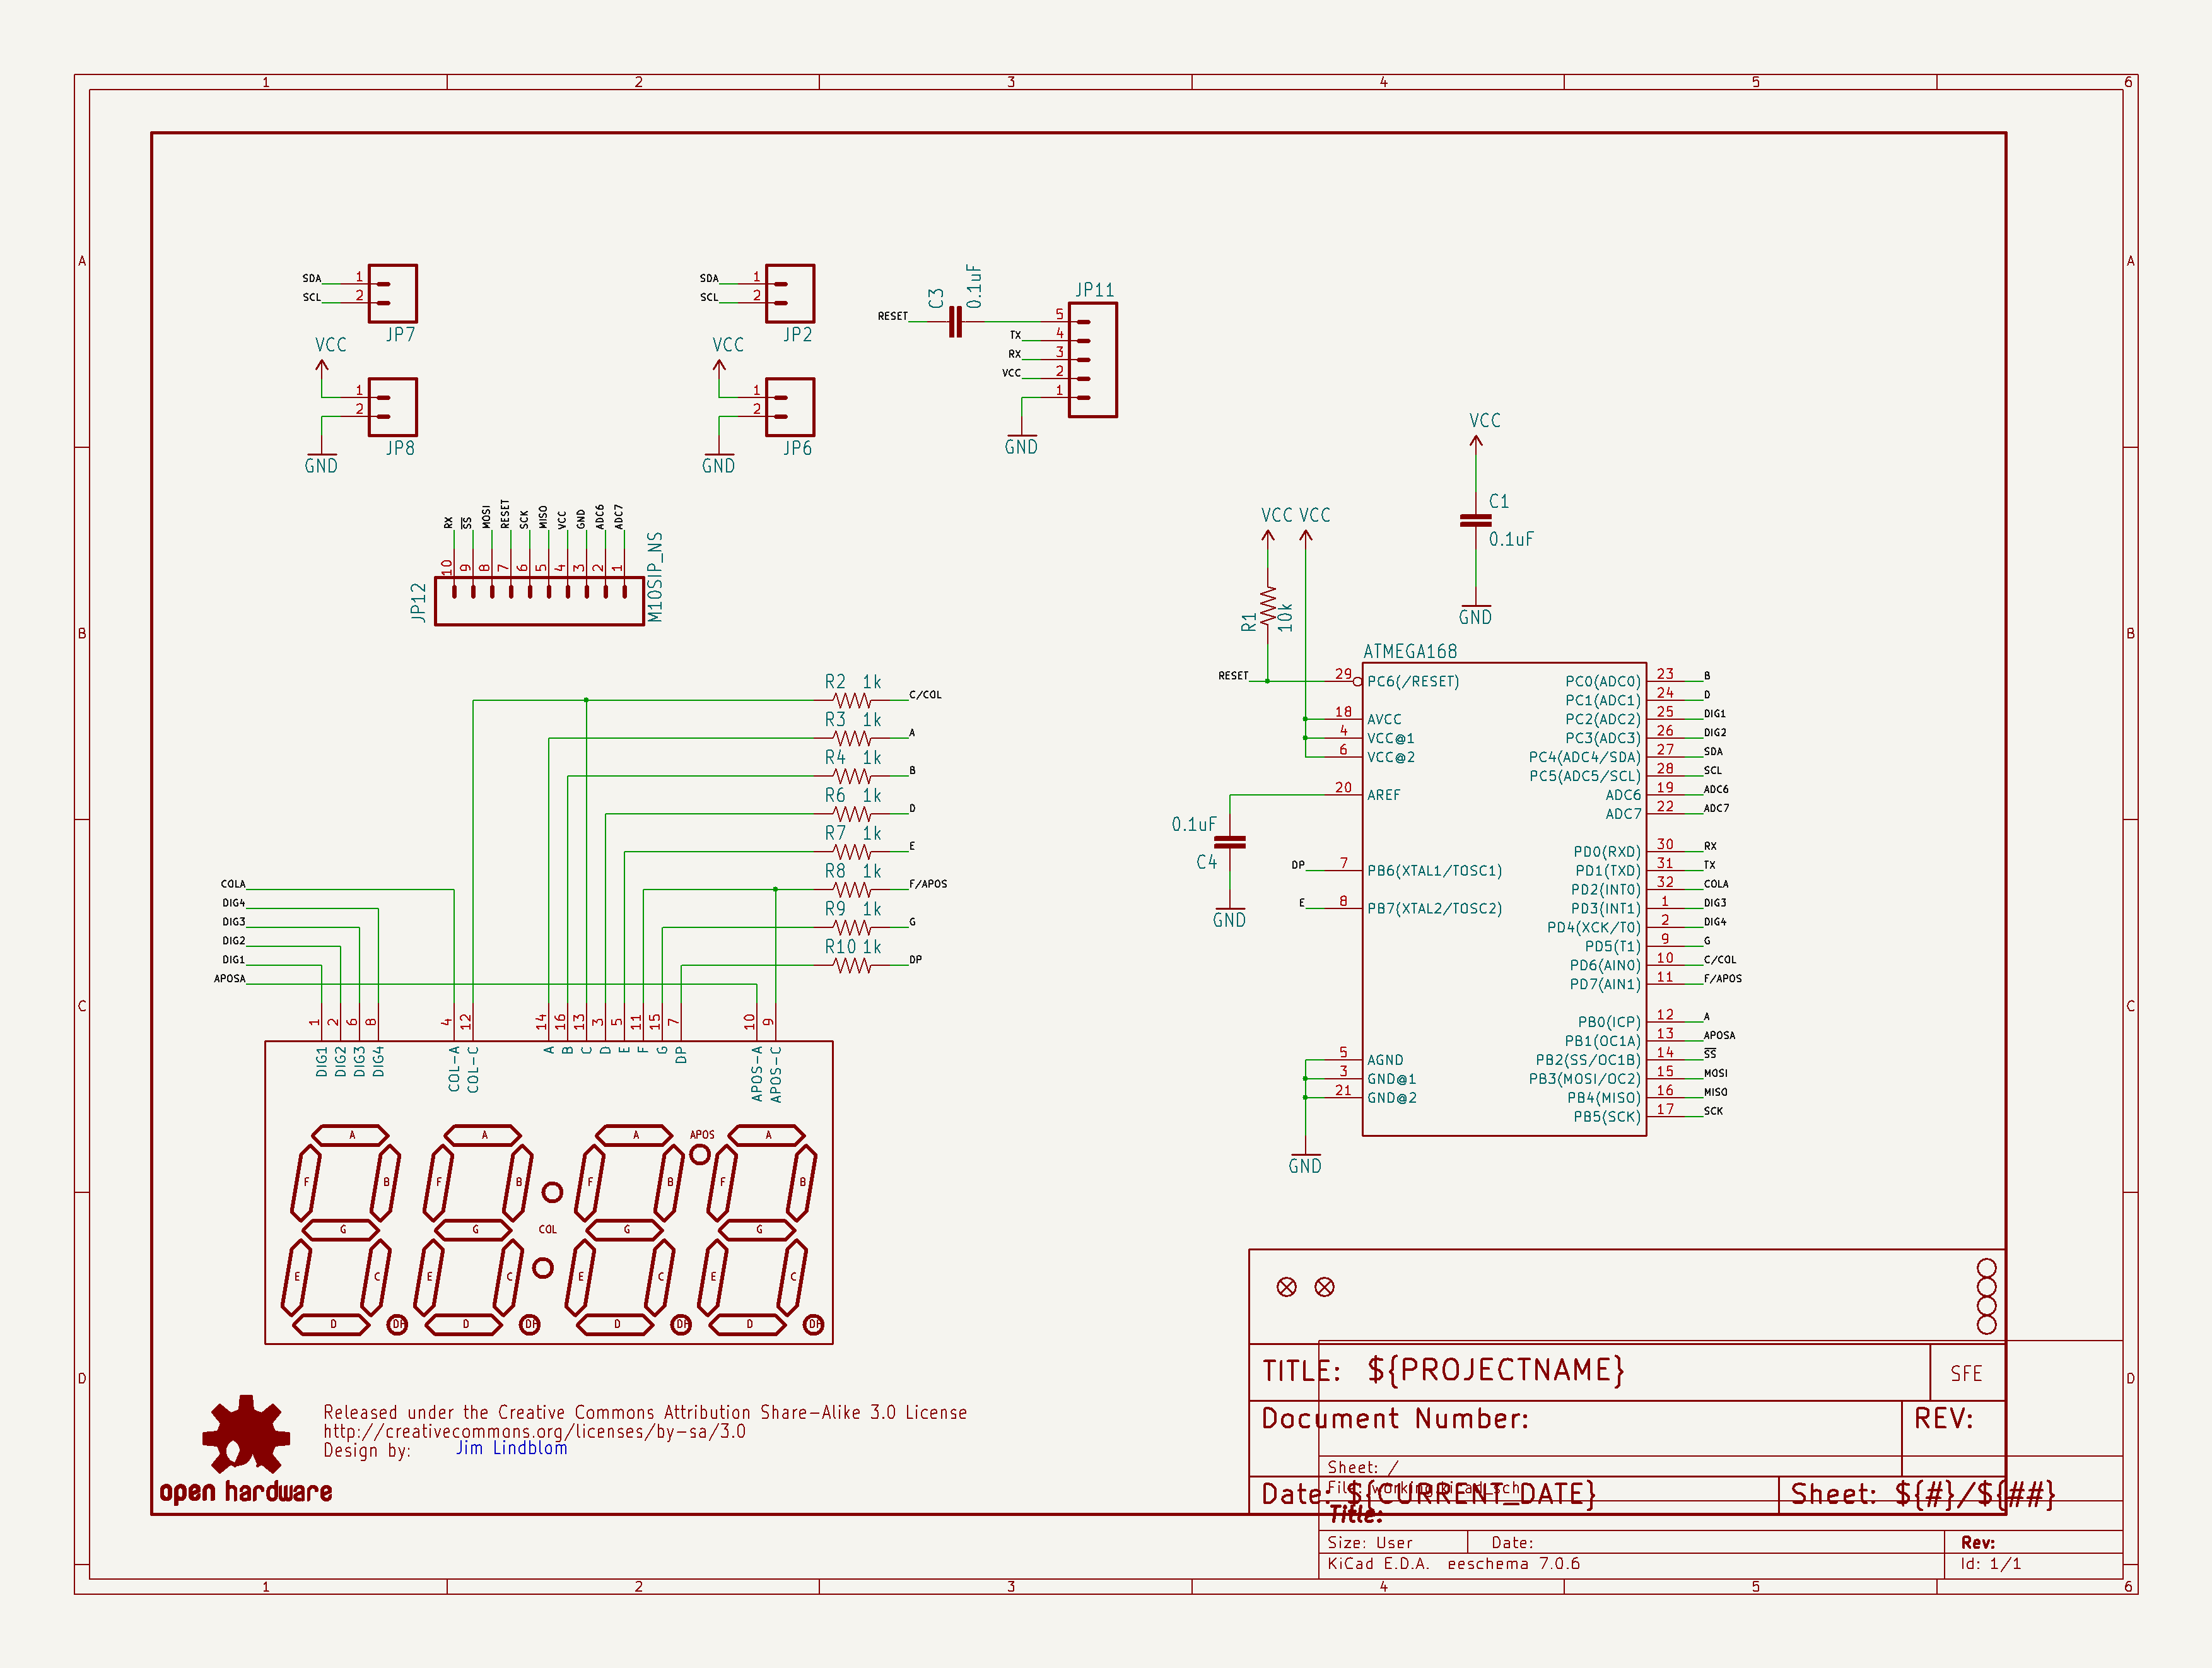 1 2 3 4 5 6
A
B
C
D
A
B
C
D
SDA 1
SCL 2
JP7
VCC
1
2
JP8
GND
SDA 1
SCL 2
JP2
VCC
1
2
JP6
GND
RESET
C3
0.1uF
JP11
5
TX 4
RX 3
VCC 2
1
GND
VCC
C1
0.1uF
GND
RX SS MOSI RESET SCK MISO VCC GND ADC6 ADC7
10 9 8 7 6 5 4 3 2 1
JP12
M10SIP_NS
R2 1k C/COL
R3 1k A
R4 1k B
R6 1k D
R7 1k E
R8 1k F/APOS
R9 1k G
R10 1k DP
COLA
DIG4
DIG3
DIG2
DIG1
APOSA
1 2 6 8 4 12 14 16 13 3 5 11 15 7 10 9
DIG1 DIG2 DIG3 DIG4 COL-A COL-C A B C D E F G DP APOS-A APOS-C
A A A APOS A
F B F B F B F B
G G COL G G
E C E C E C E C
D DP D DP D DP D DP
VCC VCC
R1
10k
RESET
ATMEGA168
29 PC6(/RESET)
18 AVCC
4 VCC@1
6 VCC@2
20 AREF
0.1uF
C4
GND
DP 7 PB6(XTAL1/TOSC1)
E 8 PB7(XTAL2/TOSC2)
5 AGND
3 GND@1
21 GND@2
GND
PC0(ADC0) 23 B
PC1(ADC1) 24 D
PC2(ADC2) 25 DIG1
PC3(ADC3) 26 DIG2
PC4(ADC4/SDA) 27 SDA
PC5(ADC5/SCL) 28 SCL
ADC6 19 ADC6
ADC7 22 ADC7
PD0(RXD) 30 RX
PD1(TXD) 31 TX
PD2(INT0) 32 COLA
PD3(INT1) 1 DIG3
PD4(XCK/T0) 2 DIG4
PD5(T1) 9 G
PD6(AIN0) 10 C/COL
PD7(AIN1) 11 F/APOS
PB0(ICP) 12 A
PB1(OC1A) 13 APOSA
PB2(SS/OC1B) 14 SS
PB3(MOSI/OC2) 15 MOSI
PB4(MISO) 16 MISO
PB5(SCK) 17 SCK
open hardware
Released under the Creative Commons Attribution Share-Alike 3.0 License
http://creativecommons.org/licenses/by-sa/3.0
Design by: Jim Lindblom
TITLE: ${PROJECTNAME}
SFE
Document Number:
REV:
Sheet: /
File: working.kicad_sch
Date: ${CURRENT_DATE}
Sheet: ${#}/${##}
Title:
Size: User Date: Rev:
KiCad E.D.A. eeschema 7.0.6 Id: 1/1
1 2 3 4 5 6